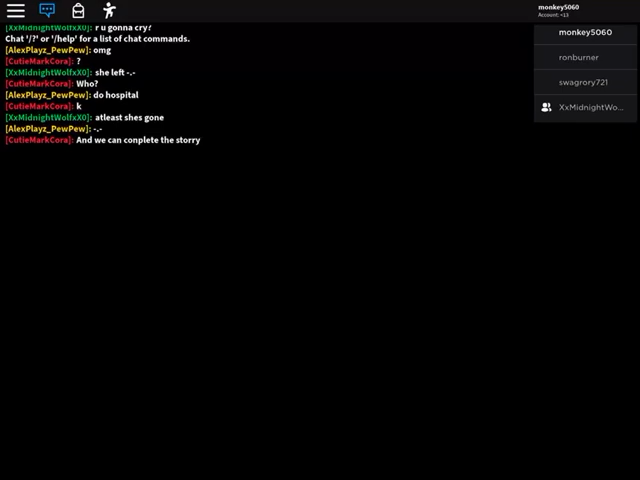 monkey5060
Account: <13
[XxMidnightWolfxX0]: r u gonna cry?
Chat '/?' or '/help' for a list of chat commands.
[AlexPlayz_PewPew]: omg
[CutieMarkCora]: ?
[XxMidnightWolfxX0]: she left -.-
[CutieMarkCora]: Who?
[AlexPlayz_PewPew]: do hospital
[CutieMarkCora]: k
[XxMidnightWolfxX0]: atleast shes gone
[AlexPlayz_PewPew]: -.-
[CutieMarkCora]: And we can conplete the storry
monkey5060
ronburner
swagrory721
XxMidnightWo...